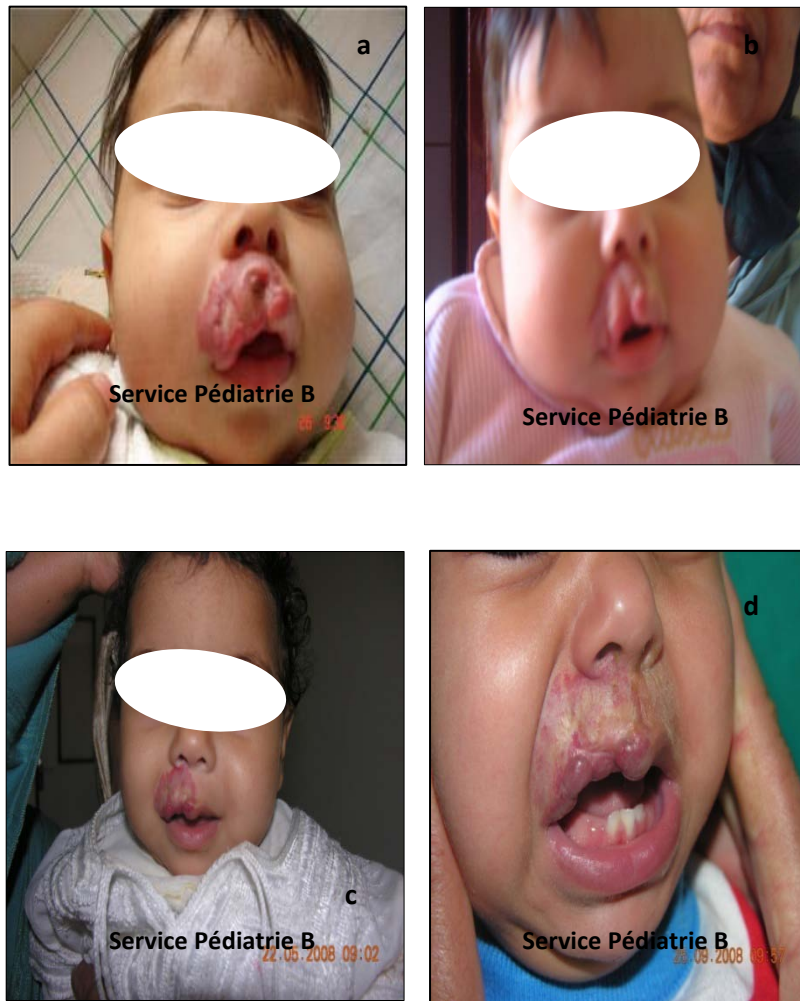 a
Service Pédiatrie B
b
Service Pédiatrie B
c
Service Pédiatrie B
22.05.2008 09:02
d
Service Pédiatrie B